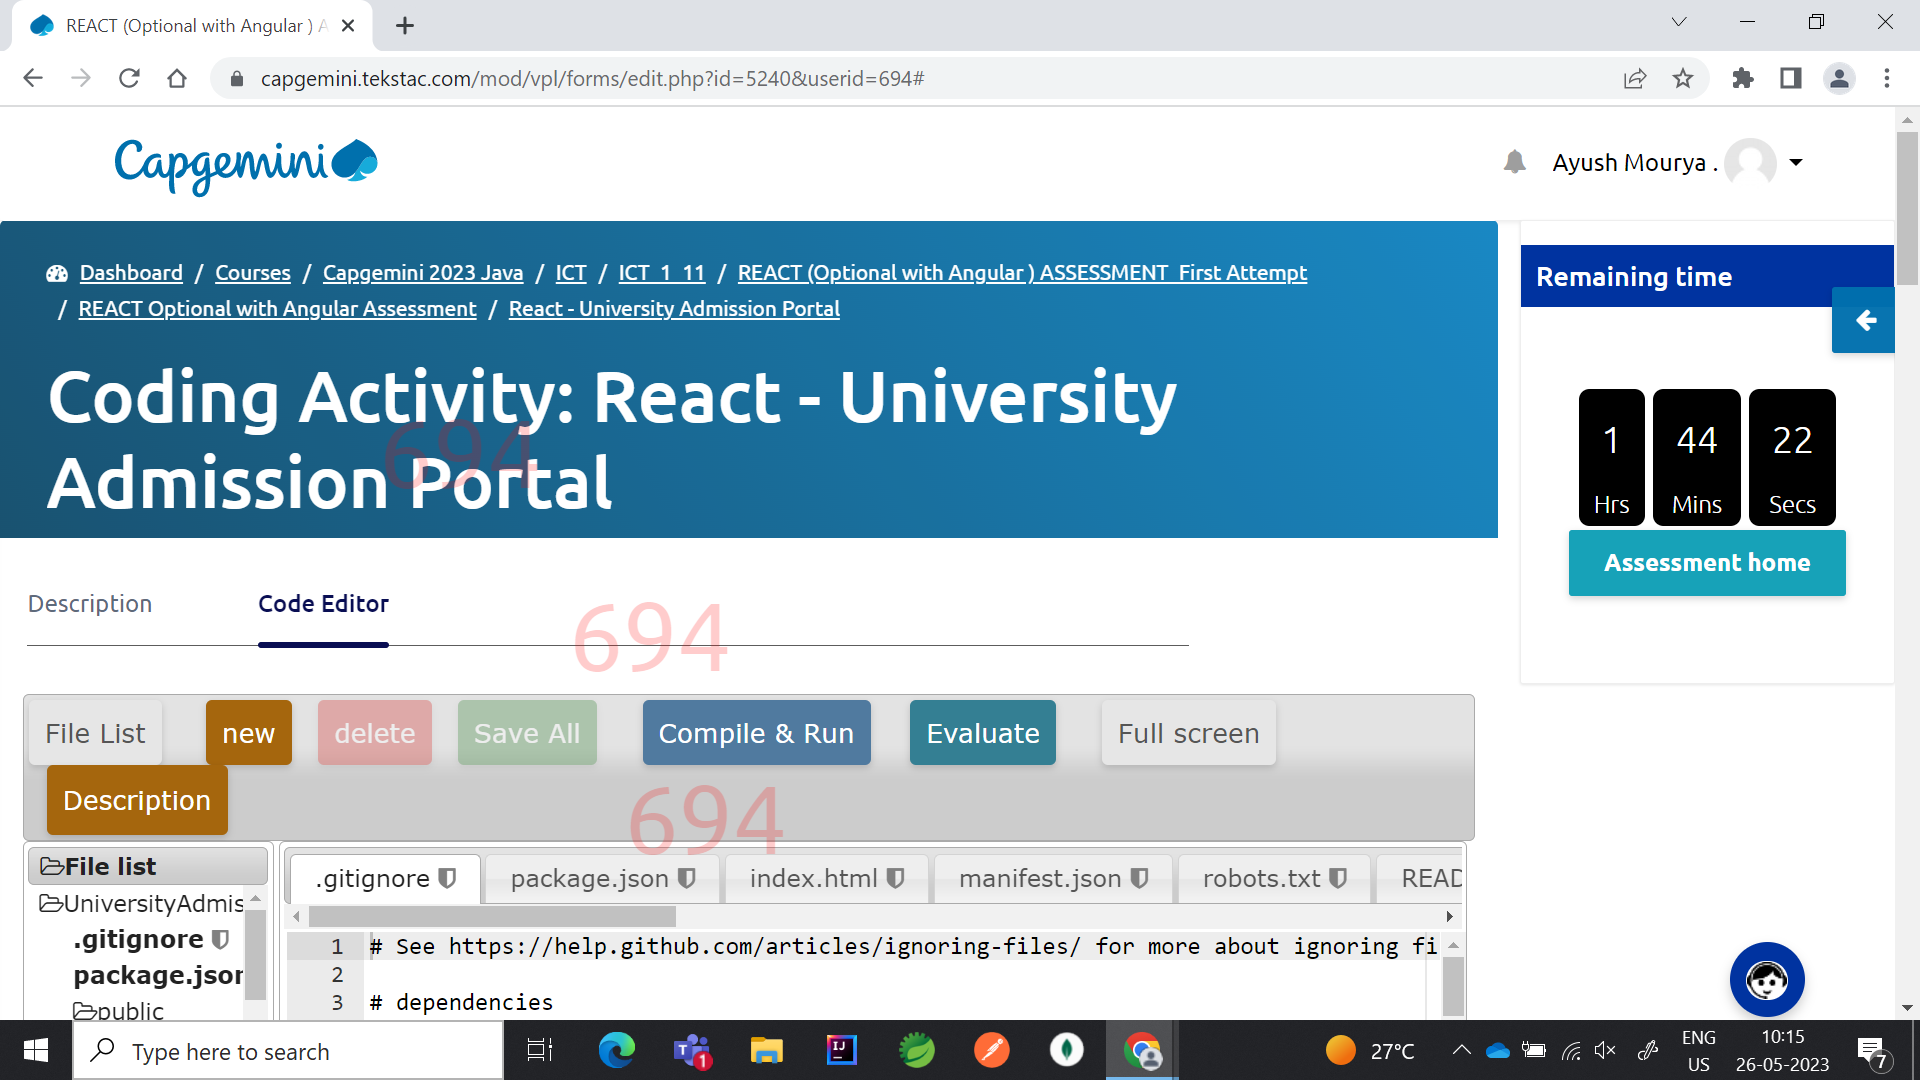 REACT (Optional with Angular ) A
capgemini.tekstac.com/mod/vpl/forms/edit.php?id=5240&userid=694#
Capgemini
Ayush Mourya .
Dashboard / Courses / Capgemini 2023 Java / ICT / ICT_1_11 / REACT (Optional with Angular ) ASSESSMENT_First Attempt
/ REACT Optional with Angular Assessment / React - University Admission Portal
Coding Activity: React - University
Admission Portal
694
Remaining time
1 44 22
Hrs Mins Secs
Assessment home
Description Code Editor
694
File List new delete Save All Compile & Run Evaluate Full screen
Description
694
File list
UniversityAdmis
.gitignore
package.json
public
.gitignore package.json index.html manifest.json robots.txt READ
1 # See https://help.github.com/articles/ignoring-files/ for more about ignoring fi
2
3 # dependencies
Type here to search
1
27°C
ENG
US
10:15
26-05-2023
7